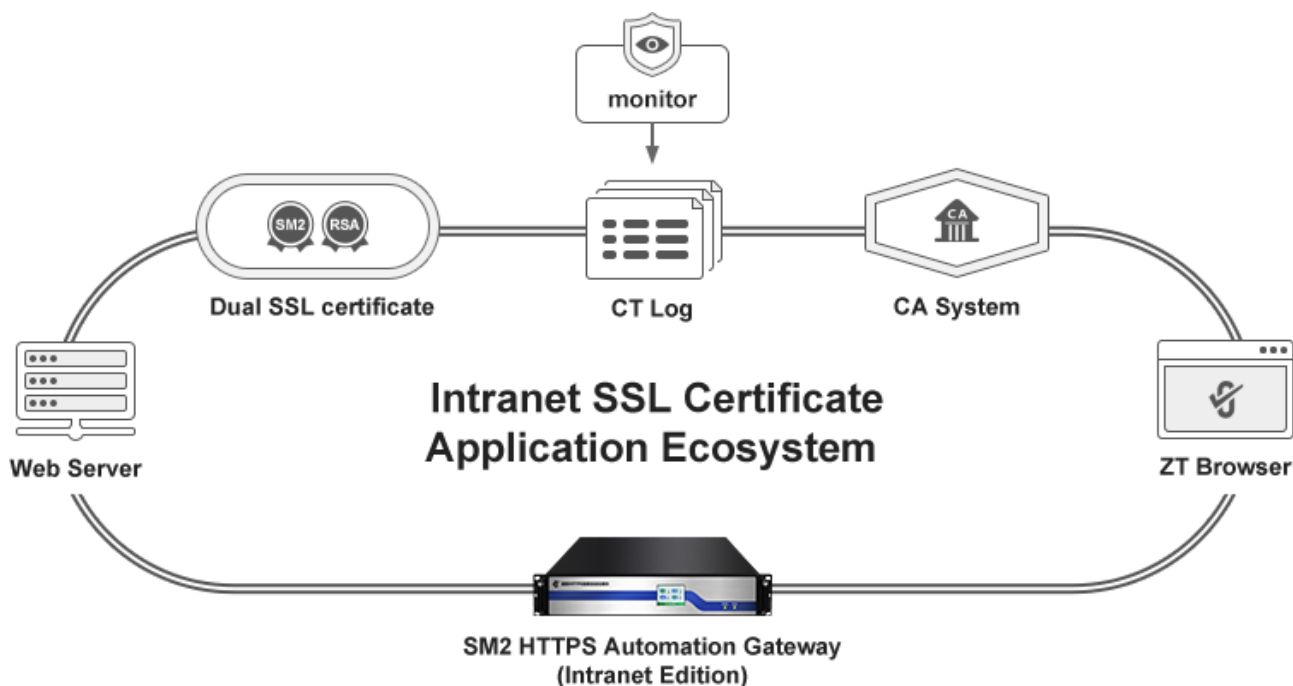 monitor
SM2
RSA
CA
Dual SSL certificate
CT Log
CA System
Intranet SSL Certificate
Application Ecosystem
Web Server
ZT Browser
SM2 HTTPS Automation Gateway
(Intranet Edition)